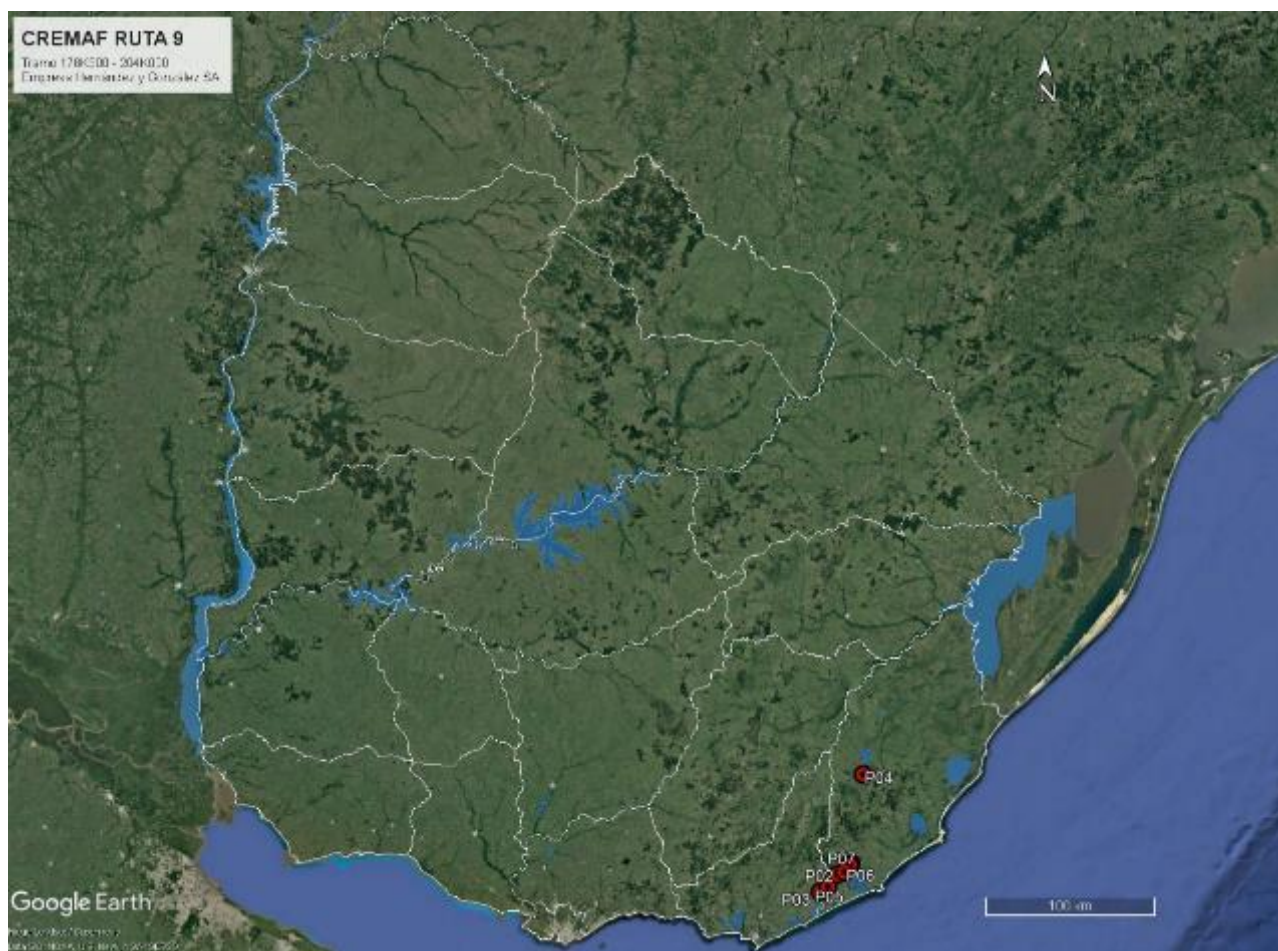 CREMAF RUTA 9
Tramo 178K500 - 204K000
Empresa Hernández y González SA
N
P04
P07
P02
P06
P03
P05
Google Earth
100 km